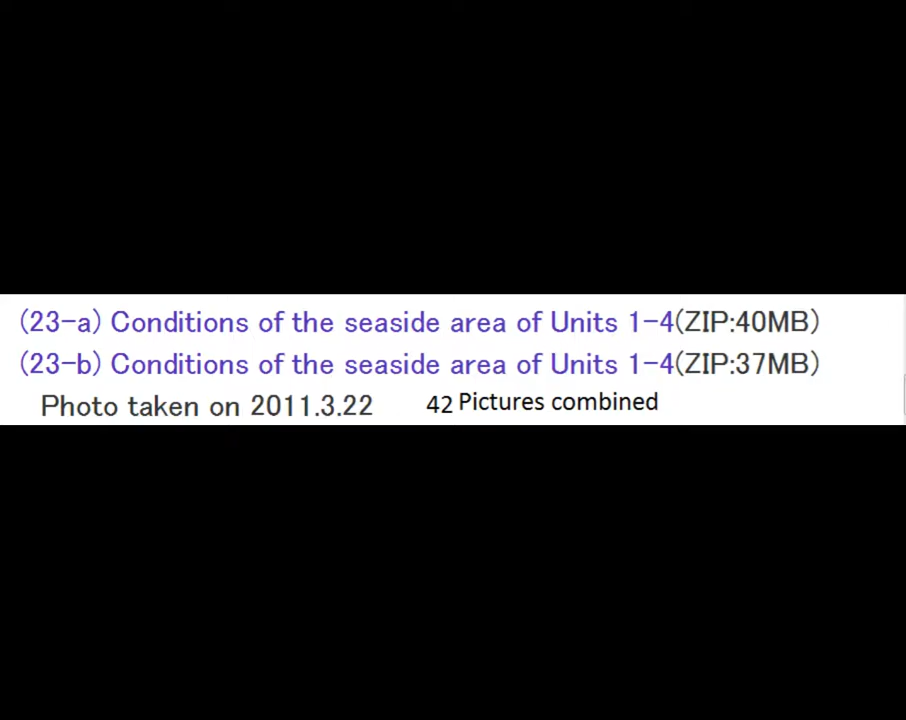 (23-a) Conditions of the seaside area of Units 1-4(ZIP:40MB)
(23-b) Conditions of the seaside area of Units 1-4(ZIP:37MB)
Photo taken on 2011.3.22 42 Pictures combined